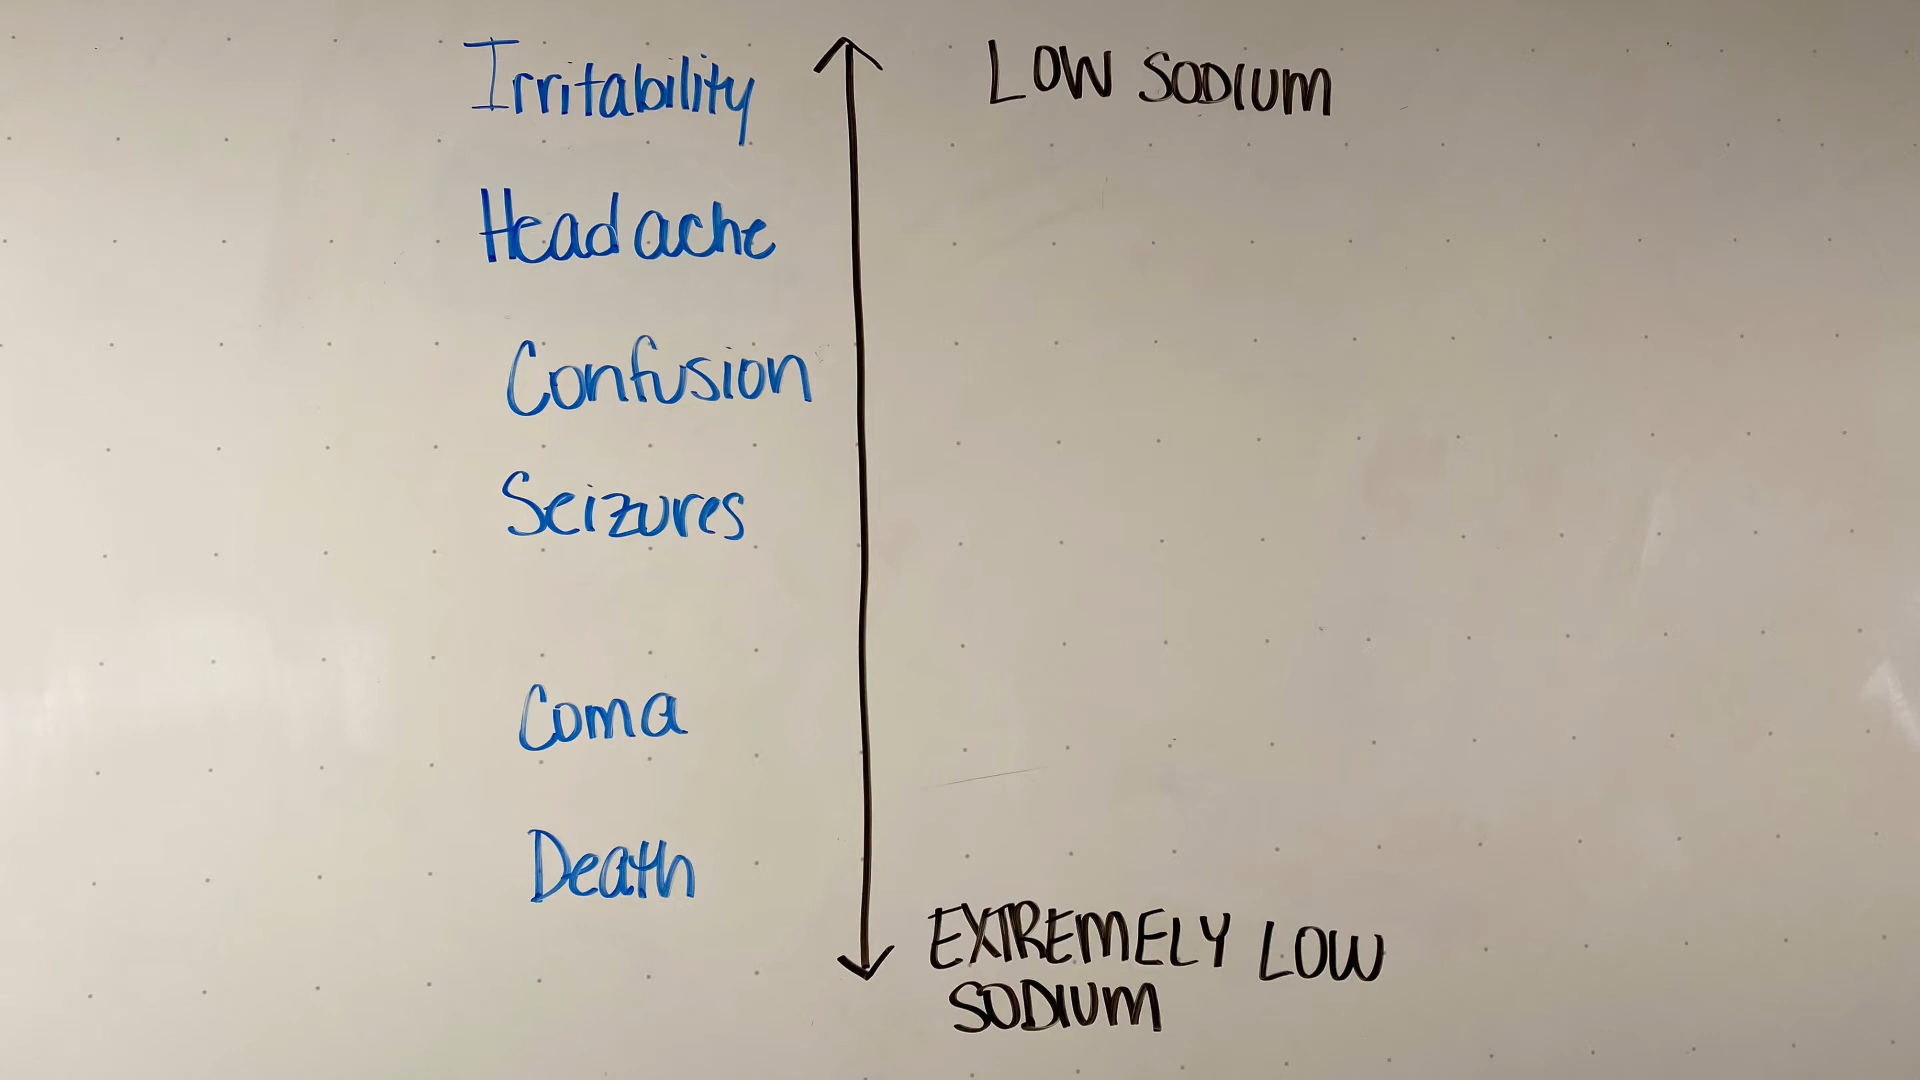 Irritability
LOW SODIUM
Headache
Confusion
Seizures
Coma
Death
EXTREMELY LOW
SODIUM